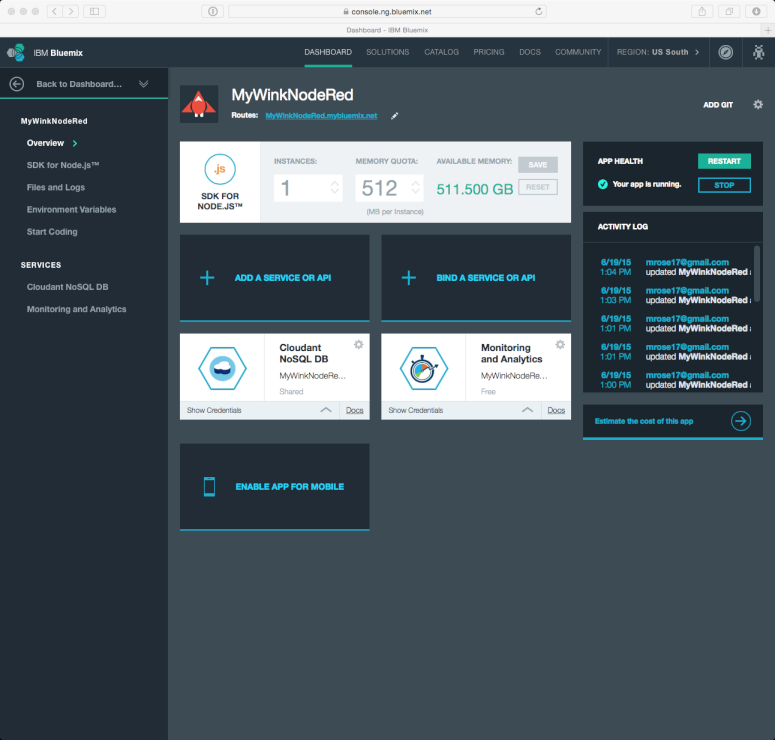 console.ng.bluemix.net
Dashboard - IBM Bluemix
IBM Bluemix
DASHBOARD SOLUTIONS CATALOG PRICING DOCS COMMUNITY REGION: US South
Back to Dashboard...
MyWinkNodeRed
Overview
SDK for Node.js™
Files and Logs
Environment Variables
Start Coding
SERVICES
Cloudant NoSQL DB
Monitoring and Analytics
MyWinkNodeRed
Routes: MyWinkNodeRed.mybluemix.net
ADD GIT
.js
SDK FOR
NODE.JS™
INSTANCES: MEMORY QUOTA: AVAILABLE MEMORY:
1 512 511.500 GB
(MB per Instance)
SAVE
RESET
APP HEALTH
RESTART
Your app is running.
STOP
ACTIVITY LOG
6/19/15 mrose17@gmail.com
1:04 PM updated MyWinkNodeRed
6/19/15 mrose17@gmail.com
1:03 PM updated MyWinkNodeRed
6/19/15 mrose17@gmail.com
1:01 PM updated MyWinkNodeRed
6/19/15 mrose17@gmail.com
1:01 PM updated MyWinkNodeRed
6/19/15 mrose17@gmail.com
1:00 PM updated MyWinkNodeRed
Estimate the cost of this app
ADD A SERVICE OR API
BIND A SERVICE OR API
Cloudant
NoSQL DB
MyWinkNodeRe...
Shared
Show Credentials Docs
Monitoring
and Analytics
MyWinkNodeRe...
Free
Show Credentials Docs
ENABLE APP FOR MOBILE